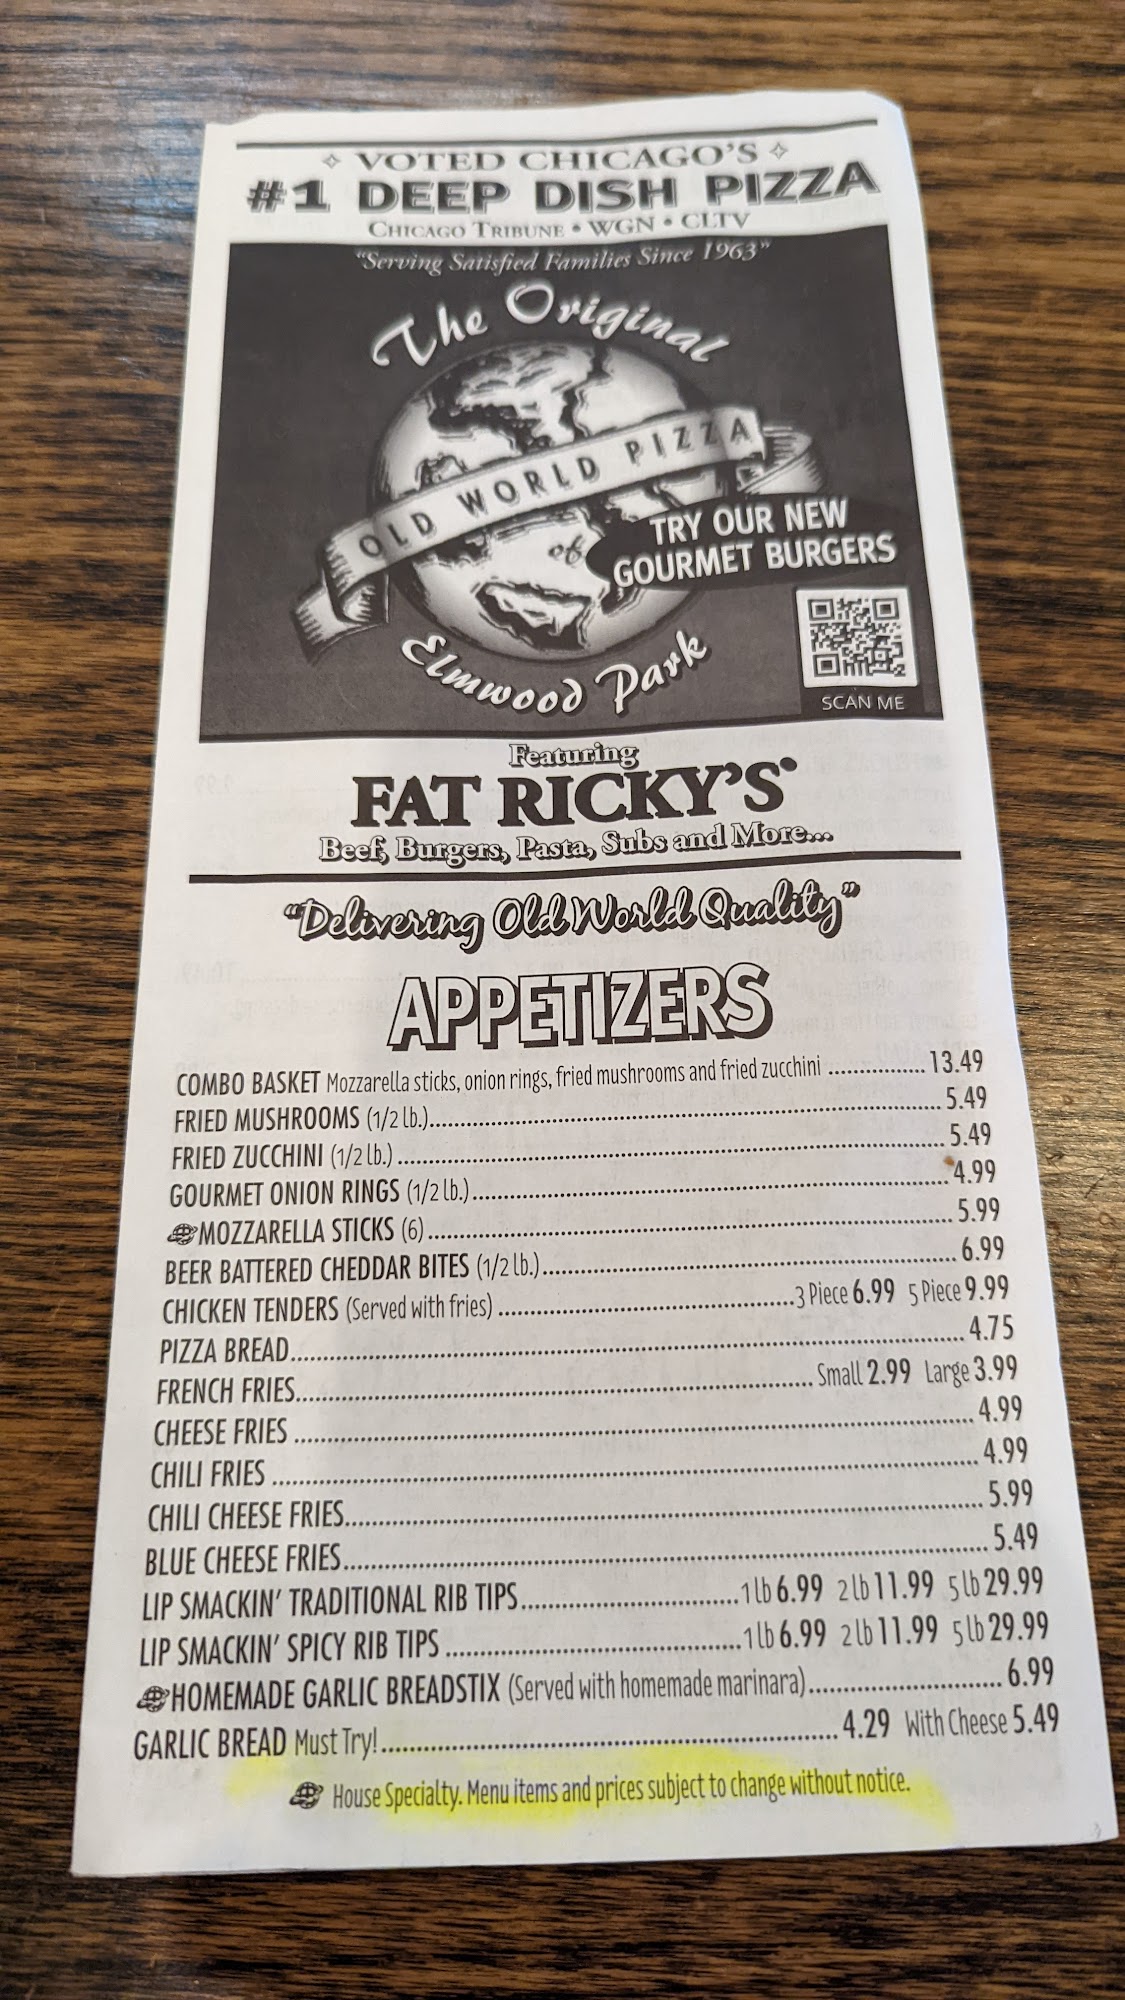 ✧ VOTED CHICAGO'S ✧
#1 DEEP DISH PIZZA
CHICAGO TRIBUNE • WGN • CLTV
"Serving Satisfied Families Since 1963"
The Original
OLD WORLD PIZZA
of
Elmwood Park
TRY OUR NEW
GOURMET BURGERS
SCAN ME
Featuring
FAT RICKY'S
Beef, Burgers, Pasta, Subs and More...
"Delivering Old World Quality"
APPETIZERS
COMBO BASKET Mozzarella sticks, onion rings, fried mushrooms and fried zucchini ............... 13.49
FRIED MUSHROOMS (1/2 lb.)............... 5.49
FRIED ZUCCHINI (1/2 lb.) ............... 5.49
GOURMET ONION RINGS (1/2 lb.)............... 4.99
MOZZARELLA STICKS (6)............... 5.99
BEER BATTERED CHEDDAR BITES (1/2 lb.)............... 6.99
CHICKEN TENDERS (Served with fries) ............... 3 Piece 6.99 5 Piece 9.99
PIZZA BREAD............... 4.75
FRENCH FRIES............... Small 2.99 Large 3.99
CHEESE FRIES ............... 4.99
CHILI FRIES ............... 4.99
CHILI CHEESE FRIES............... 5.99
BLUE CHEESE FRIES............... 5.49
LIP SMACKIN' TRADITIONAL RIB TIPS............... 1 lb 6.99 2 lb 11.99 5 lb 29.99
LIP SMACKIN' SPICY RIB TIPS ............... 1 lb 6.99 2 lb 11.99 5 lb 29.99
HOMEMADE GARLIC BREADSTIX (Served with homemade marinara)............... 6.99
GARLIC BREAD Must Try!............... 4.29 With Cheese 5.49
House Specialty. Menu items and prices subject to change without notice.